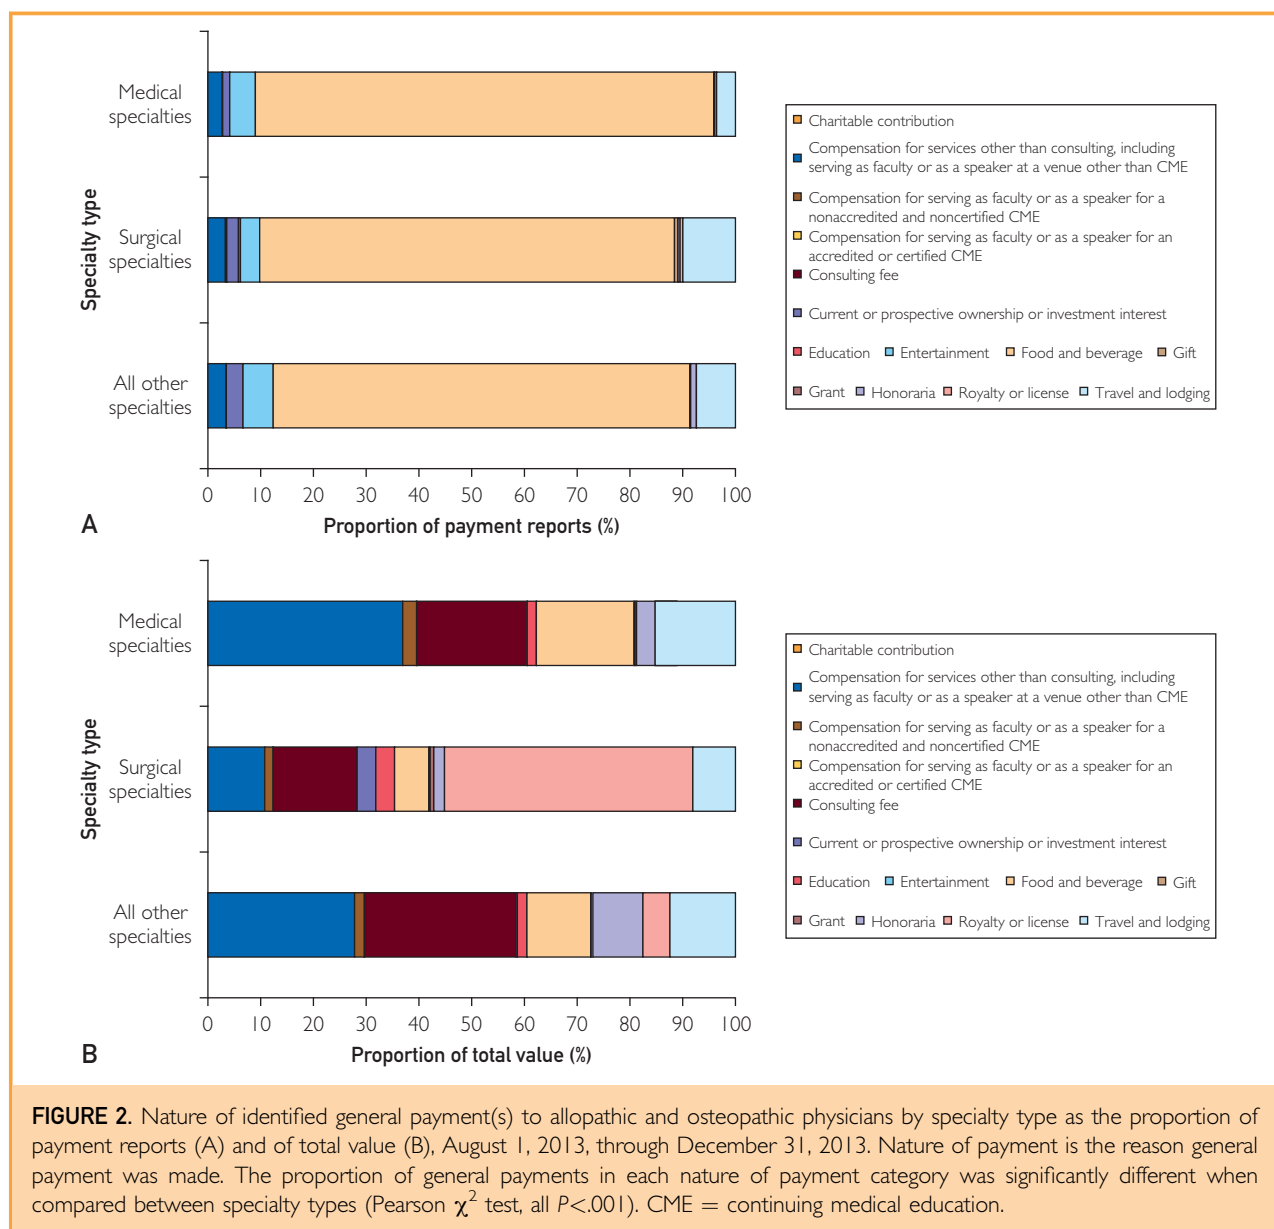 Medical
specialties
Surgical
specialties
All other
specialties
Specialty type
0 10 20 30 40 50 60 70 80 90 100
A
Proportion of payment reports (%)
Charitable contribution
Compensation for services other than consulting, including
serving as faculty or as a speaker at a venue other than CME
Compensation for serving as faculty or as a speaker for a
nonaccredited and noncertified CME
Compensation for serving as faculty or as a speaker for an
accredited or certified CME
Consulting fee
Current or prospective ownership or investment interest
Education Entertainment Food and beverage Gift
Grant Honoraria Royalty or license Travel and lodging
Medical
specialties
Surgical
specialties
All other
specialties
Specialty type
0 10 20 30 40 50 60 70 80 90 100
B
Proportion of total value (%)
Charitable contribution
Compensation for services other than consulting, including
serving as faculty or as a speaker at a venue other than CME
Compensation for serving as faculty or as a speaker for a
nonaccredited and noncertified CME
Compensation for serving as faculty or as a speaker for an
accredited or certified CME
Consulting fee
Current or prospective ownership or investment interest
Education Entertainment Food and beverage Gift
Grant Honoraria Royalty or license Travel and lodging
FIGURE 2. Nature of identified general payment(s) to allopathic and osteopathic physicians by specialty type as the proportion of
payment reports (A) and of total value (B), August 1, 2013, through December 31, 2013. Nature of payment is the reason general
payment was made. The proportion of general payments in each nature of payment category was significantly different when
compared between specialty types (Pearson χ² test, all P<.001). CME = continuing medical education.